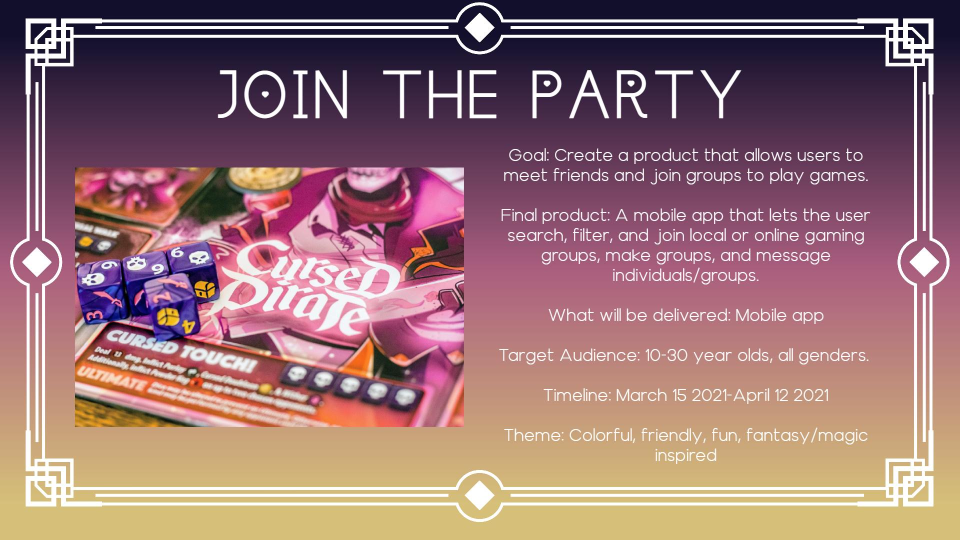 JOIN THE PARTY
Goal: Create a product that allows users to
meet friends and join groups to play games.
Final product: A mobile app that lets the user
search, filter, and join local or online gaming
groups, make groups, and message
individuals/groups.
What will be delivered: Mobile app
Target Audience: 10-30 year olds, all genders.
Timeline: March 15 2021-April 12 2021
Theme: Colorful, friendly, fun, fantasy/magic
inspired
Cursed
Pirate
CURSED TOUCH!
ULTIMATE